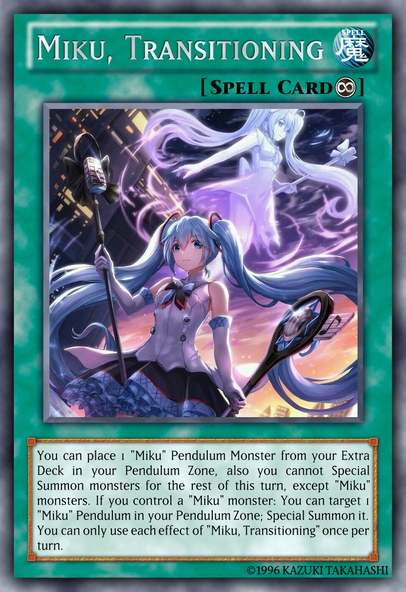 Miku, Transitioning
SPELL
魔
[Spell Card]
You can place 1 "Miku" Pendulum Monster from your Extra
Deck in your Pendulum Zone, also you cannot Special
Summon monsters for the rest of this turn, except "Miku"
monsters. If you control a "Miku" monster: You can target 1
"Miku" Pendulum in your Pendulum Zone; Special Summon it.
You can only use each effect of "Miku, Transitioning" once per
turn.
©1996 KAZUKI TAKAHASHI